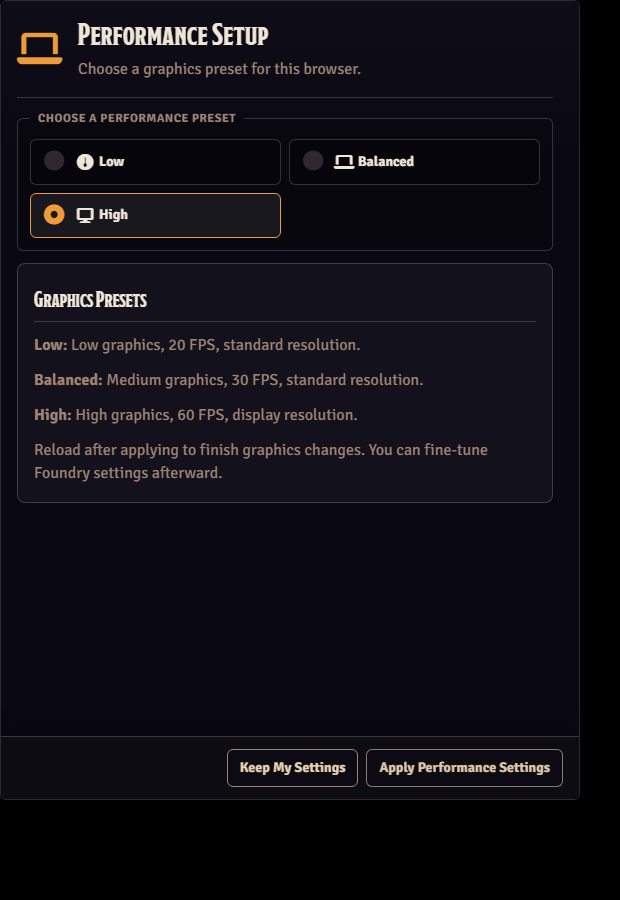 Performance Setup
Choose a graphics preset for this browser.
CHOOSE A PERFORMANCE PRESET
Low
Balanced
High
Graphics Presets
Low: Low graphics, 20 FPS, standard resolution.
Balanced: Medium graphics, 30 FPS, standard resolution.
High: High graphics, 60 FPS, display resolution.
Reload after applying to finish graphics changes. You can fine-tune
Foundry settings afterward.
Keep My Settings
Apply Performance Settings